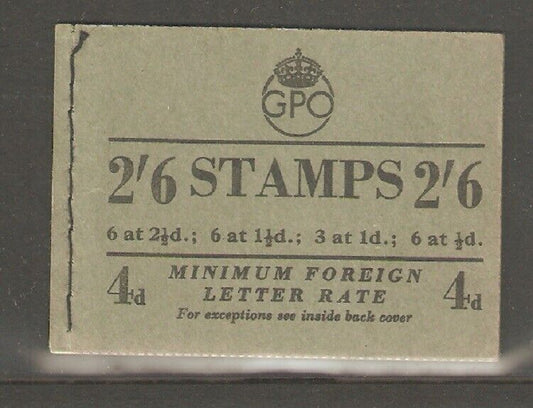 GPO
2'6 STAMPS 2'6
6 at 2½d.; 6 at 1½d.; 3 at 1d.; 6 at ½d.
4d MINIMUM FOREIGN LETTER RATE 4d
For exceptions see inside back cover